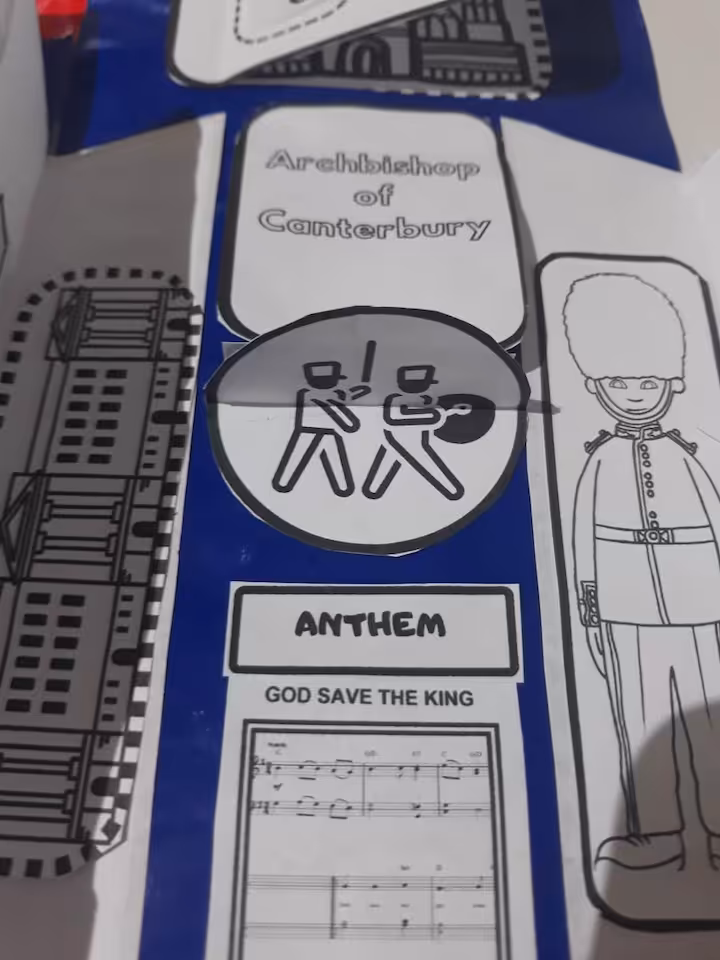 Archbishop
of
Canterbury
ANTHEM
GOD SAVE THE KING